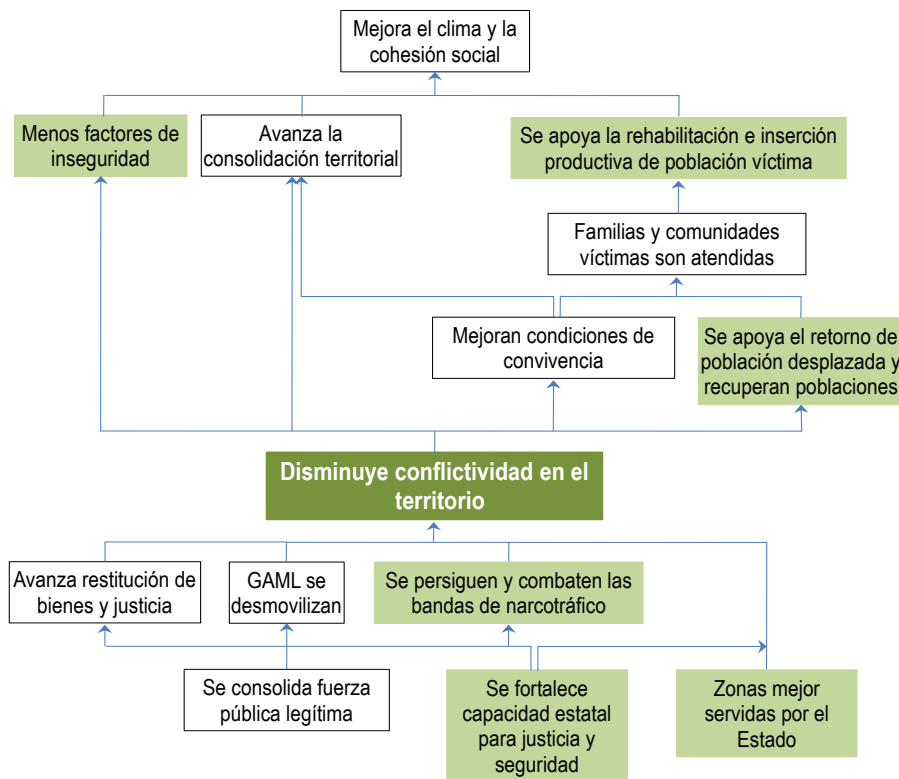 Mejora el clima y la
cohesión social
Menos factores de
inseguridad
Avanza la
consolidación territorial
Se apoya la rehabilitación e inserción
productiva de población víctima
Familias y comunidades
víctimas son atendidas
Mejoran condiciones de
convivencia
Se apoya el retorno de
población desplazada y
recuperan poblaciones
Disminuye conflictividad en el
territorio
Avanza restitución de
bienes y justicia
GAML se
desmovilizan
Se persiguen y combaten las
bandas de narcotráfico
Se consolida fuerza
pública legítima
Se fortalece
capacidad estatal
para justicia y
seguridad
Zonas mejor
servidas por el
Estado